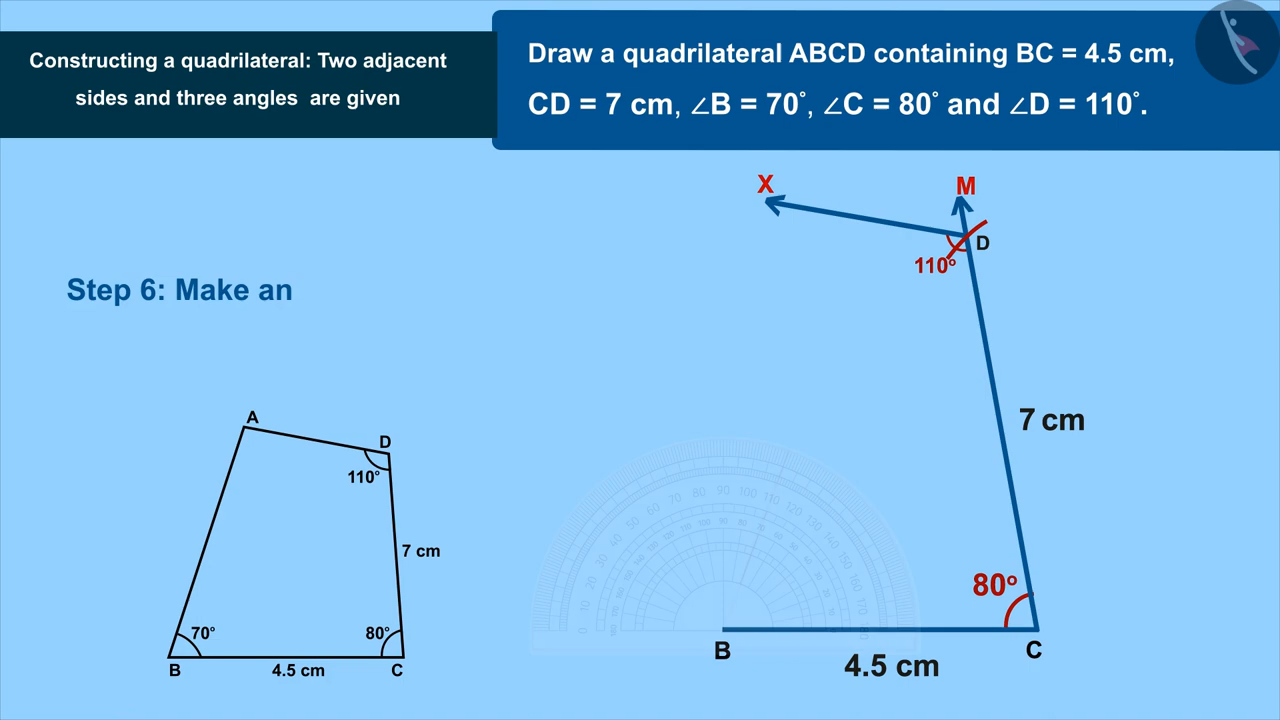 Constructing a quadrilateral: Two adjacent
sides and three angles are given
Draw a quadrilateral ABCD containing BC = 4.5 cm,
CD = 7 cm, ∠B = 70°, ∠C = 80° and ∠D = 110°.
X
M
D
110°
Step 6: Make an
A
D
110°
7 cm
70°
80°
B
4.5 cm
C
7 cm
80°
B
4.5 cm
C